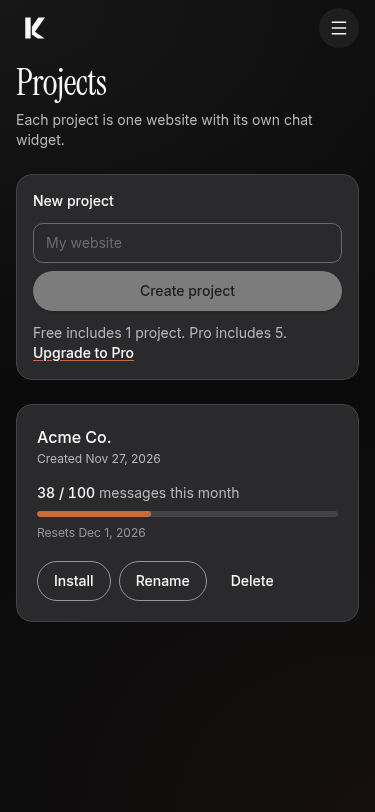 K
Projects
Each project is one website with its own chat
widget.
New project
My website
Create project
Free includes 1 project. Pro includes 5.
Upgrade to Pro
Acme Co.
Created Nov 27, 2026
38 / 100 messages this month
Resets Dec 1, 2026
Install Rename Delete